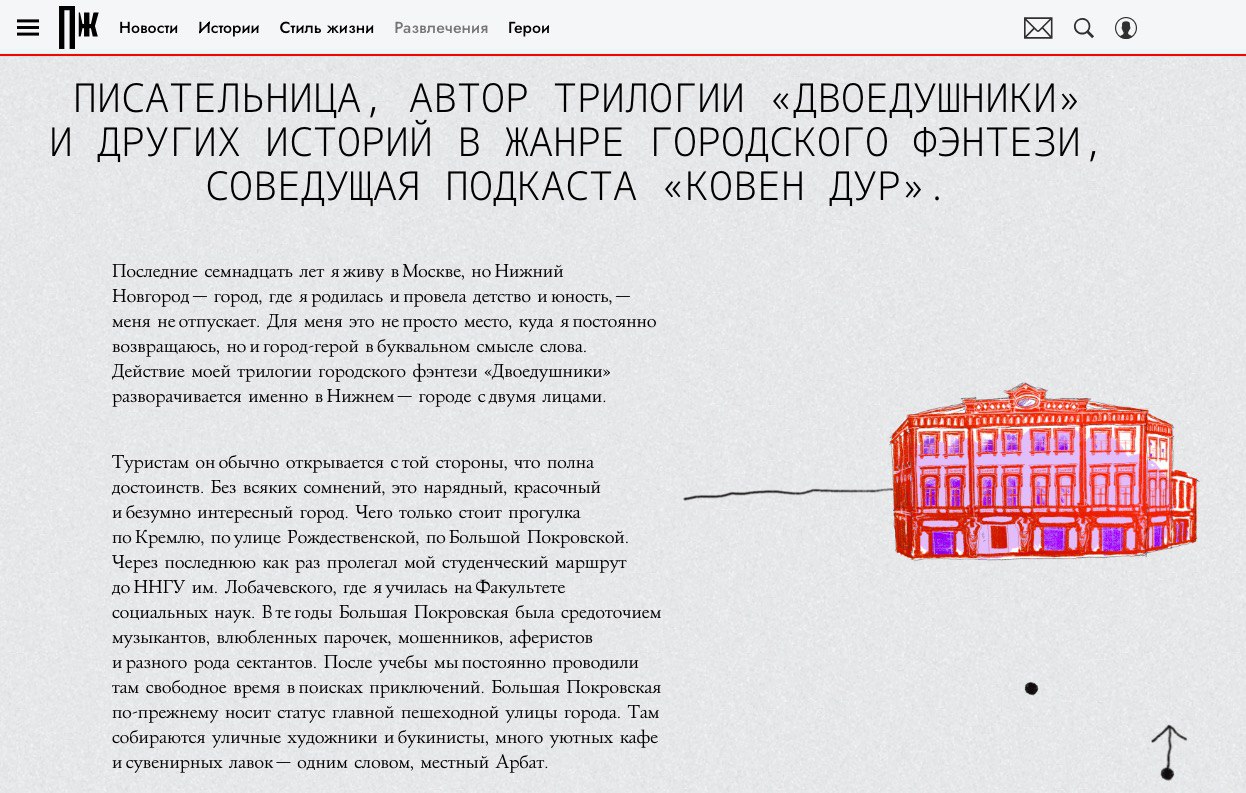 ПЖ Новости Истории Стиль жизни Развлечения Герои
ПИСАТЕЛЬНИЦА, АВТОР ТРИЛОГИИ «ДВОЕДУШНИКИ»
И ДРУГИХ ИСТОРИЙ В ЖАНРЕ ГОРОДСКОГО ФЭНТЕЗИ,
СОВЕДУЩАЯ ПОДКАСТА «КОВЕН ДУР».
Последние семнадцать лет я живу в Москве, но Нижний
Новгород — город, где я родилась и провела детство и юность, —
меня не отпускает. Для меня это не просто место, куда я постоянно
возвращаюсь, но и город-герой в буквальном смысле слова.
Действие моей трилогии городского фэнтези «Двоедушники»
разворачивается именно в Нижнем — городе с двумя лицами.
Туристам он обычно открывается с той стороны, что полна
достоинств. Без всяких сомнений, это нарядный, красочный
и безумно интересный город. Чего только стоит прогулка
по Кремлю, по улице Рождественской, по Большой Покровской.
Через последнюю как раз пролегал мой студенческий маршрут
до ННГУ им. Лобачевского, где я училась на Факультете
социальных наук. В те годы Большая Покровская была средоточием
музыкантов, влюбленных парочек, мошенников, аферистов
и разного рода сектантов. После учебы мы постоянно проводили
там свободное время в поисках приключений. Большая Покровская
по-прежнему носит статус главной пешеходной улицы города. Там
собираются уличные художники и букинисты, много уютных кафе
и сувенирных лавок — одним словом, местный Арбат.